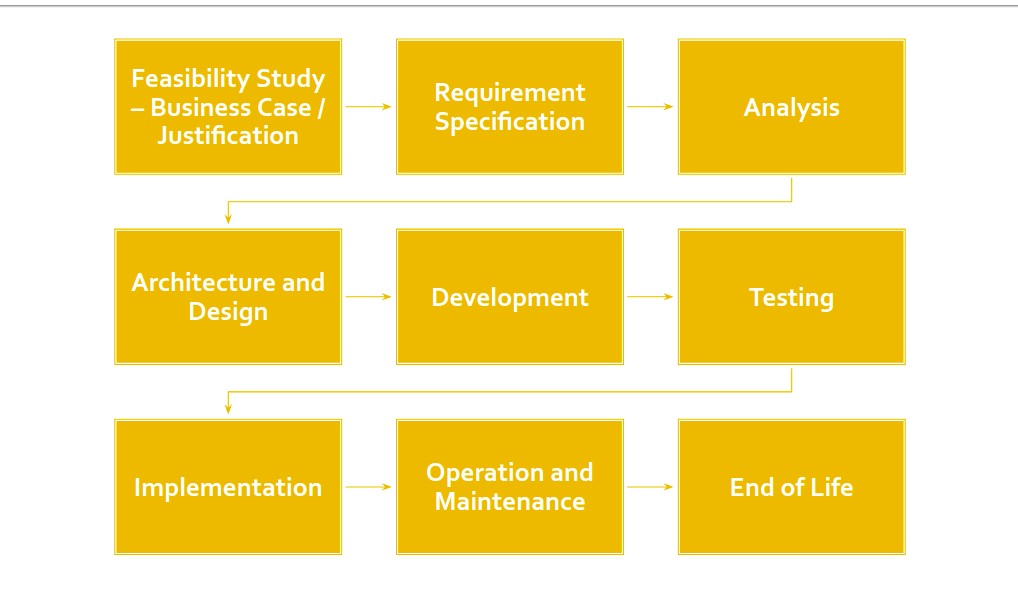 Feasibility Study
– Business Case /
Justification
Requirement
Specification
Analysis
Architecture and
Design
Development
Testing
Implementation
Operation and
Maintenance
End of Life